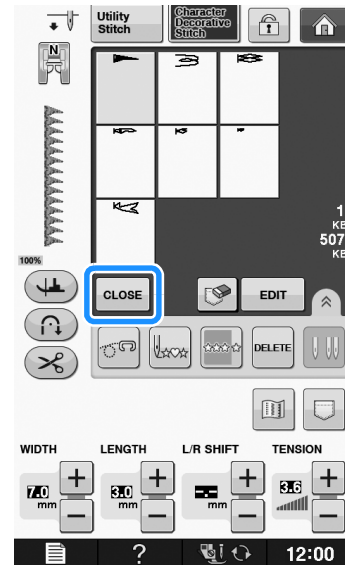 Utility
Stitch
Character
Decorative
Stitch
N
100%
1
KB
507
KB
CLOSE
EDIT
DELETE
WIDTH
LENGTH
L/R SHIFT
TENSION
7.0
mm
+
−
3.0
mm
+
−
mm
+
−
3.6
+
−
?
12:00